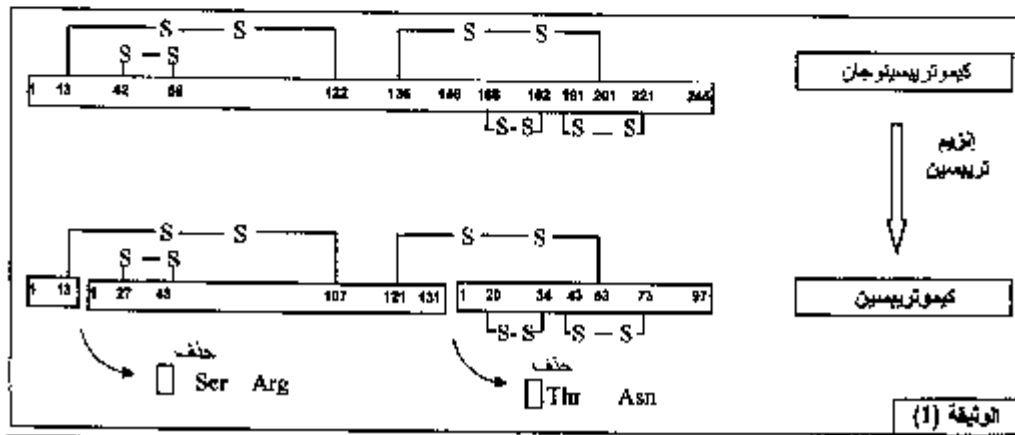 S — S S — S
S — S
كيموتريبسينوجان
1 13 42 58 122 136 168 182 201 221 245
S - S S — S
إنزيم
تريبسين
S — S S — S
S — S
1 13 1 27 43 107 121 131 1 20 34 43 63 73 97
كيموتريبسين
S - S S — S
حذف حذف
Ser Arg Thr Asn
الوثيقة (1)